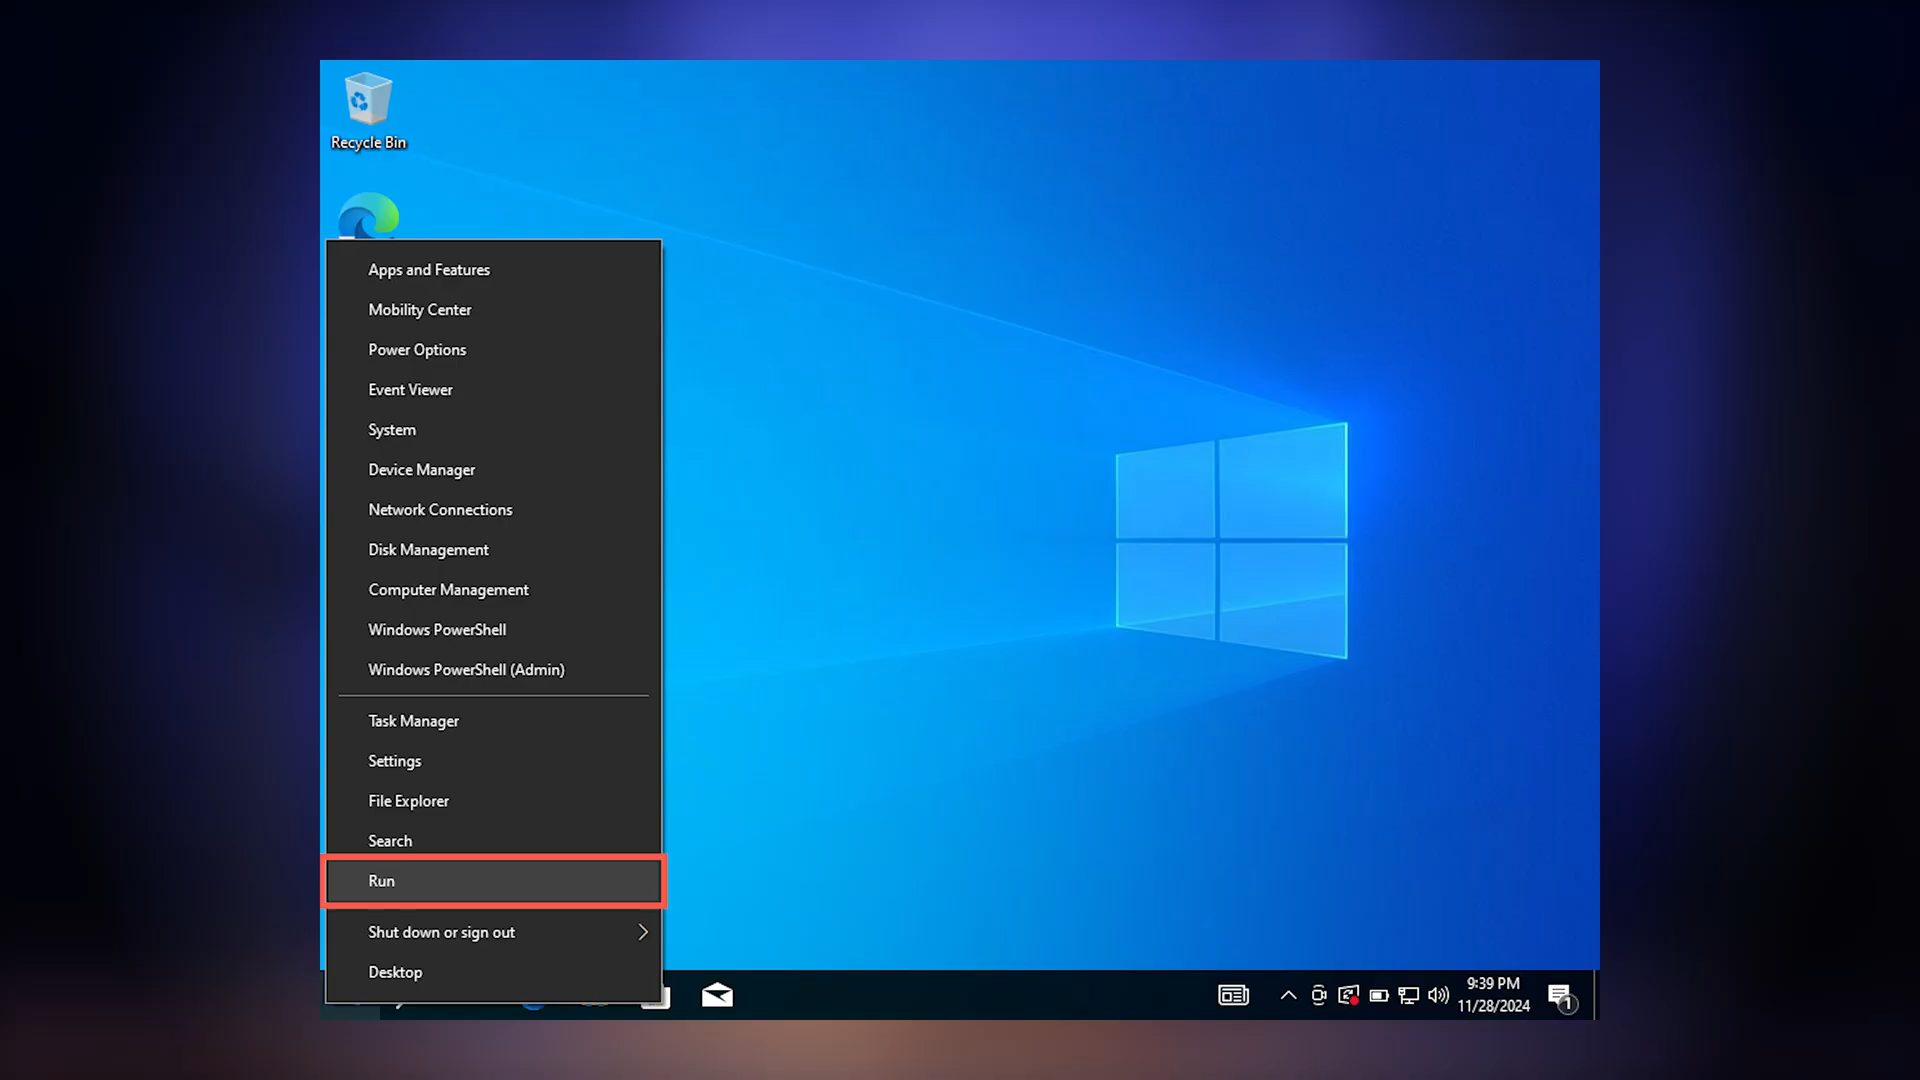 Recycle Bin
Apps and Features
Mobility Center
Power Options
Event Viewer
System
Device Manager
Network Connections
Disk Management
Computer Management
Windows PowerShell
Windows PowerShell (Admin)
Task Manager
Settings
File Explorer
Search
Run
Shut down or sign out
Desktop
9:39 PM
11/28/2024
1